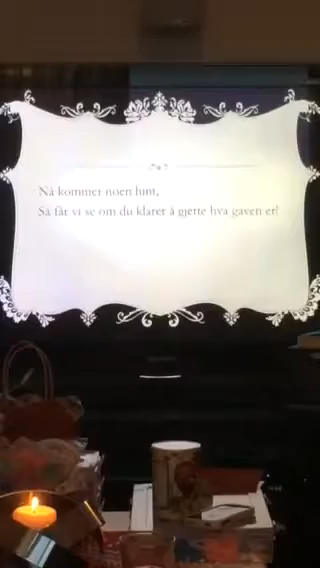 Nå kommer noen hint,
Så får vi se om du klarer å gjette hva gaven er!